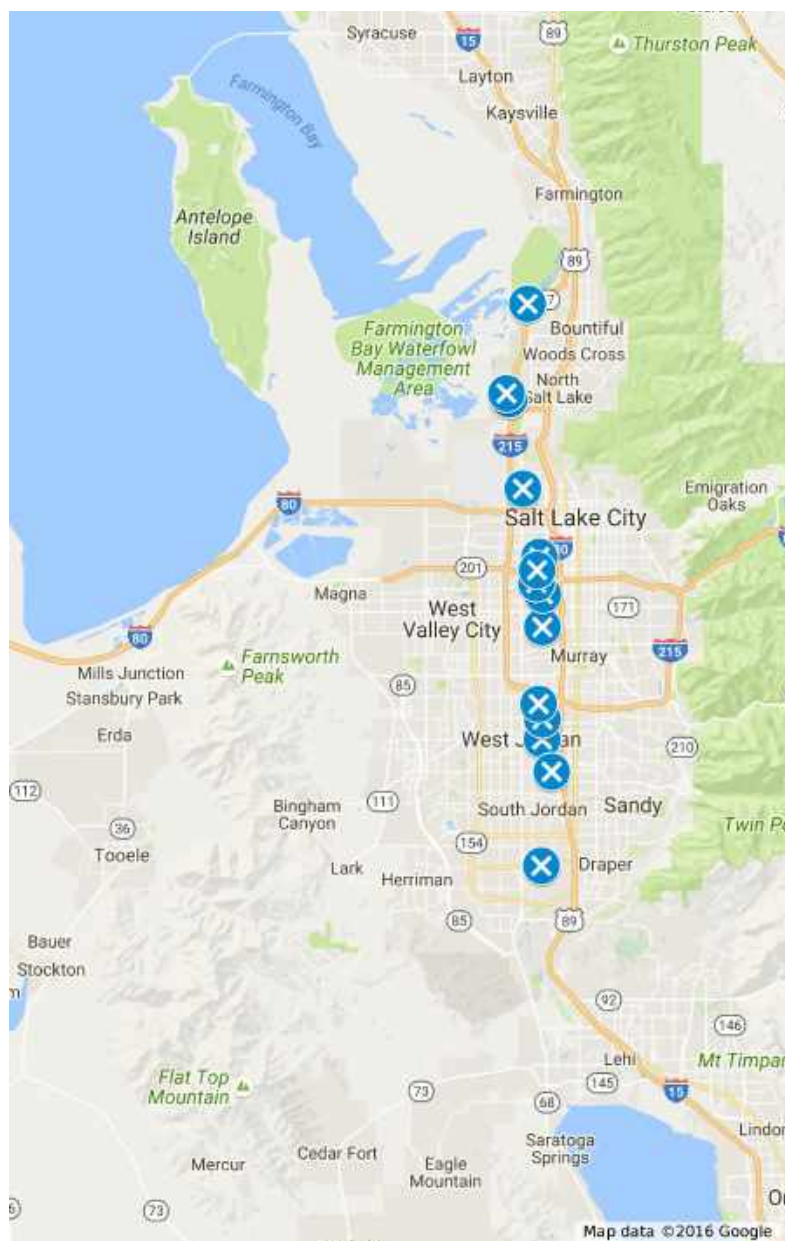 Syracuse
15
89
Thurston Peak
Layton
Kaysville
Farmington Bay
Farmington
Antelope
Island
89
Farmington
Bay Waterfowl
Management
Area
Bountiful
Woods Cross
North
Salt Lake
215
Emigration
Oaks
80
Salt Lake City
201
Magna
171
West
Valley City
80
Murray
215
Mills Junction
Farnsworth
Peak
85
Stansbury Park
Erda
210
112
111
Bingham
Canyon
South Jordan
Sandy
36
Tooele
154
Lark
Herriman
Draper
85
89
Bauer
Stockton
92
146
Lehi
Flat Top
Mountain
73
145
15
68
Saratoga
Springs
Cedar Fort
Eagle
Mountain
Mercur
73
Map data ©2016 Google